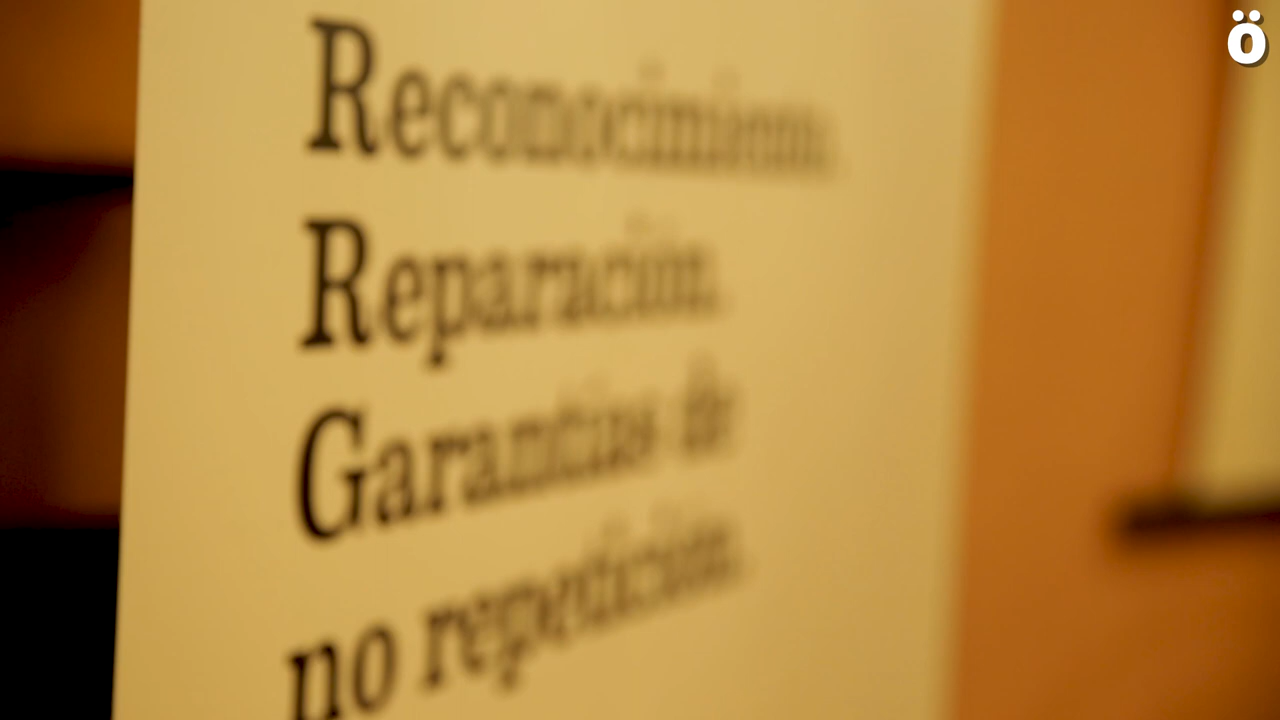 ö
Reconocimiento.
Reparación.
Garantías de
no repetición.